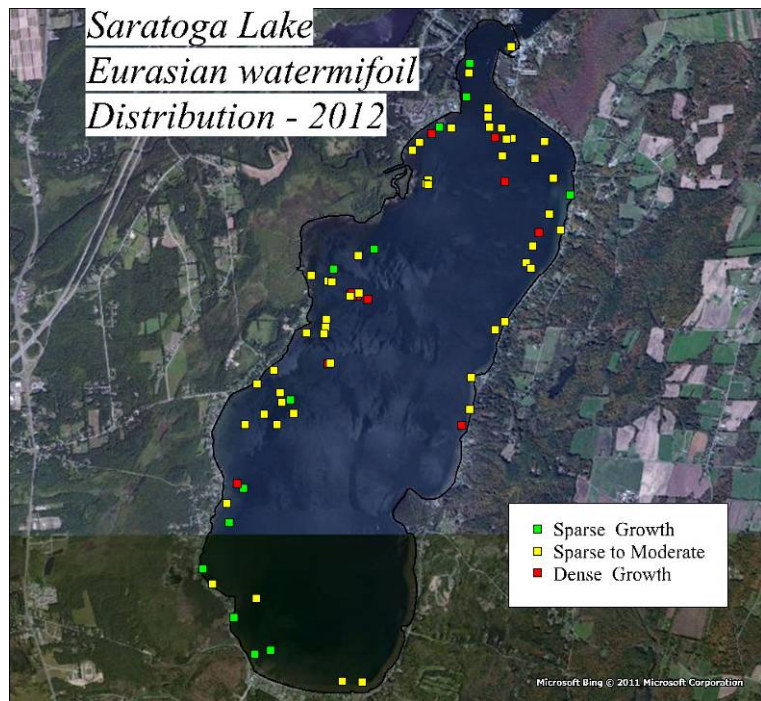 Saratoga Lake
Eurasian watermifoil
Distribution - 2012
Sparse Growth
Sparse to Moderate
Dense Growth
Microsoft Bing © 2011 Microsoft Corporation